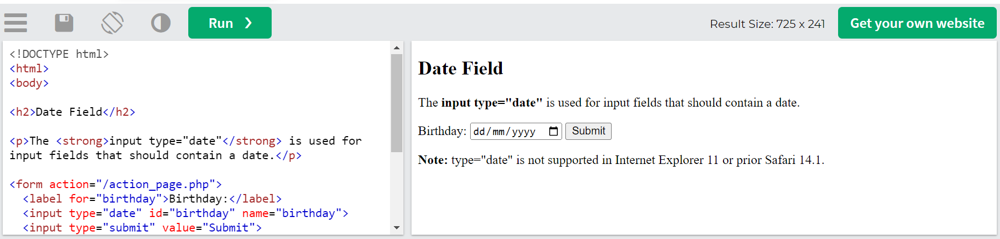 Run ❯
Result Size: 725 x 241
Get your own website
<!DOCTYPE html>
<html>
<body>
<h2>Date Field</h2>
<p>The <strong>input type="date"</strong> is used for
input fields that should contain a date.</p>
<form action="/action_page.php">
<label for="birthday">Birthday:</label>
<input type="date" id="birthday" name="birthday">
<input type="submit" value="Submit">
Date Field
The input type="date" is used for input fields that should contain a date.
Birthday: dd/mm/yyyy Submit
Note: type="date" is not supported in Internet Explorer 11 or prior Safari 14.1.